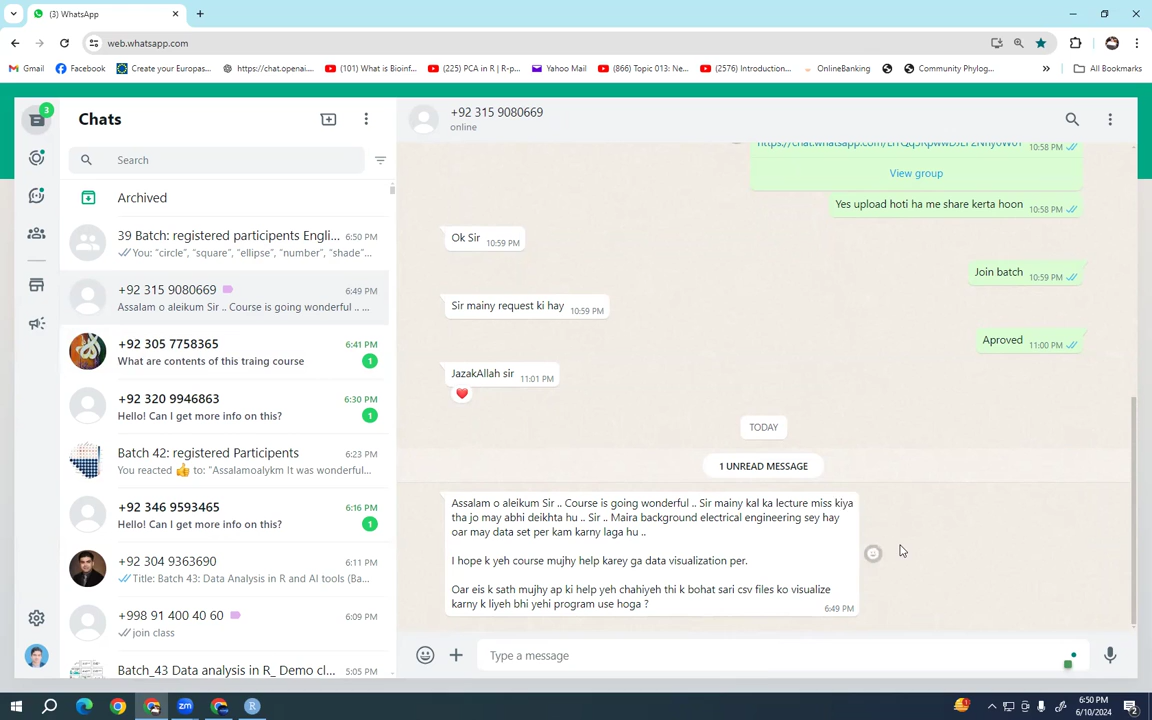 (3) WhatsApp
web.whatsapp.com
Gmail
Facebook
Create your Europas...
https://chat.openai....
(101) What is Bioinf...
(225) PCA in R | R-p...
Yahoo Mail
(866) Topic 013: Ne...
(2576) Introduction...
OnlineBanking
Community Phylog...
»
All Bookmarks
3
Chats
Search
Archived
39 Batch: registered participants Engli...
6:50 PM
You: "circle", "square", "ellipse", "number", "shade"...
+92 315 9080669
6:49 PM
Assalam o aleikum Sir .. Course is going wonderful .. ...
+92 305 7758365
6:41 PM
What are contents of this traing course
1
+92 320 9946863
6:30 PM
Hello! Can I get more info on this?
1
Batch 42: registered Participants
6:23 PM
You reacted 👍 to: "Assalamoalykm It was wonderful...
+92 346 9593465
6:16 PM
Hello! Can I get more info on this?
1
+92 304 9363690
6:11 PM
Title: Batch 43: Data Analysis in R and AI tools (Ba...
+998 91 400 40 60
6:09 PM
join class
Batch_43 Data analysis in R_ Demo cl...
5:05 PM
+92 315 9080669
online
10:58 PM
View group
Yes upload hoti ha me share kerta hoon
10:58 PM
Ok Sir
10:59 PM
Join batch
10:59 PM
Sir mainy request ki hay
10:59 PM
Aproved
11:00 PM
JazakAllah sir
11:01 PM
TODAY
1 UNREAD MESSAGE
Assalam o aleikum Sir .. Course is going wonderful .. Sir mainy kal ka lecture miss kiya
tha jo may abhi deikhta hu .. Sir .. Maira background electrical engineering sey hay
oar may data set per kam karny laga hu ..
I hope k yeh course mujhy help karey ga data visualization per.
Oar eis k sath mujhy ap ki help yeh chahiyeh thi k bohat sari csv files ko visualize
karny k liyeh bhi yehi program use hoga ?
6:49 PM
Type a message
6:50 PM
6/10/2024
2